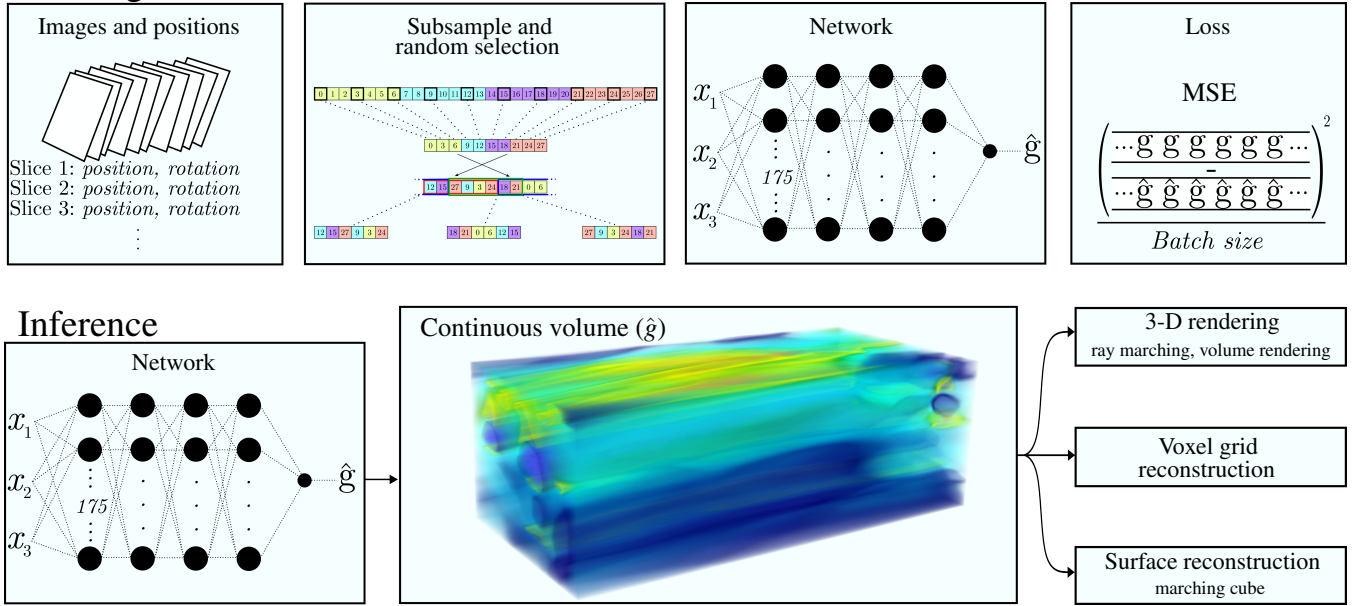 Images and positions
Slice 1: position, rotation
Slice 2: position, rotation
Slice 3: position, rotation
Subsample and
random selection
0 1 2 3 4 5 6 7 8 9 10 11 12 13 14 15 16 17 18 19 20 21 22 23 24 25 26 27
0 3 6 9 12 15 18 21 24 27
12 15 27 9 3 24 18 21 0 6
12 15 27 9 3 24
18 21 0 6 12 15
27 9 3 24 18 21
Network
x1
x2
x3
175
ĝ
Loss
MSE
2
...g g g g g g...
-
...ĝ ĝ ĝ ĝ ĝ ĝ...
Batch size
Inference
Network
x1
x2
x3
175
ĝ
Continuous volume (ĝ)
3-D rendering
ray marching, volume rendering
Voxel grid
reconstruction
Surface reconstruction
marching cube